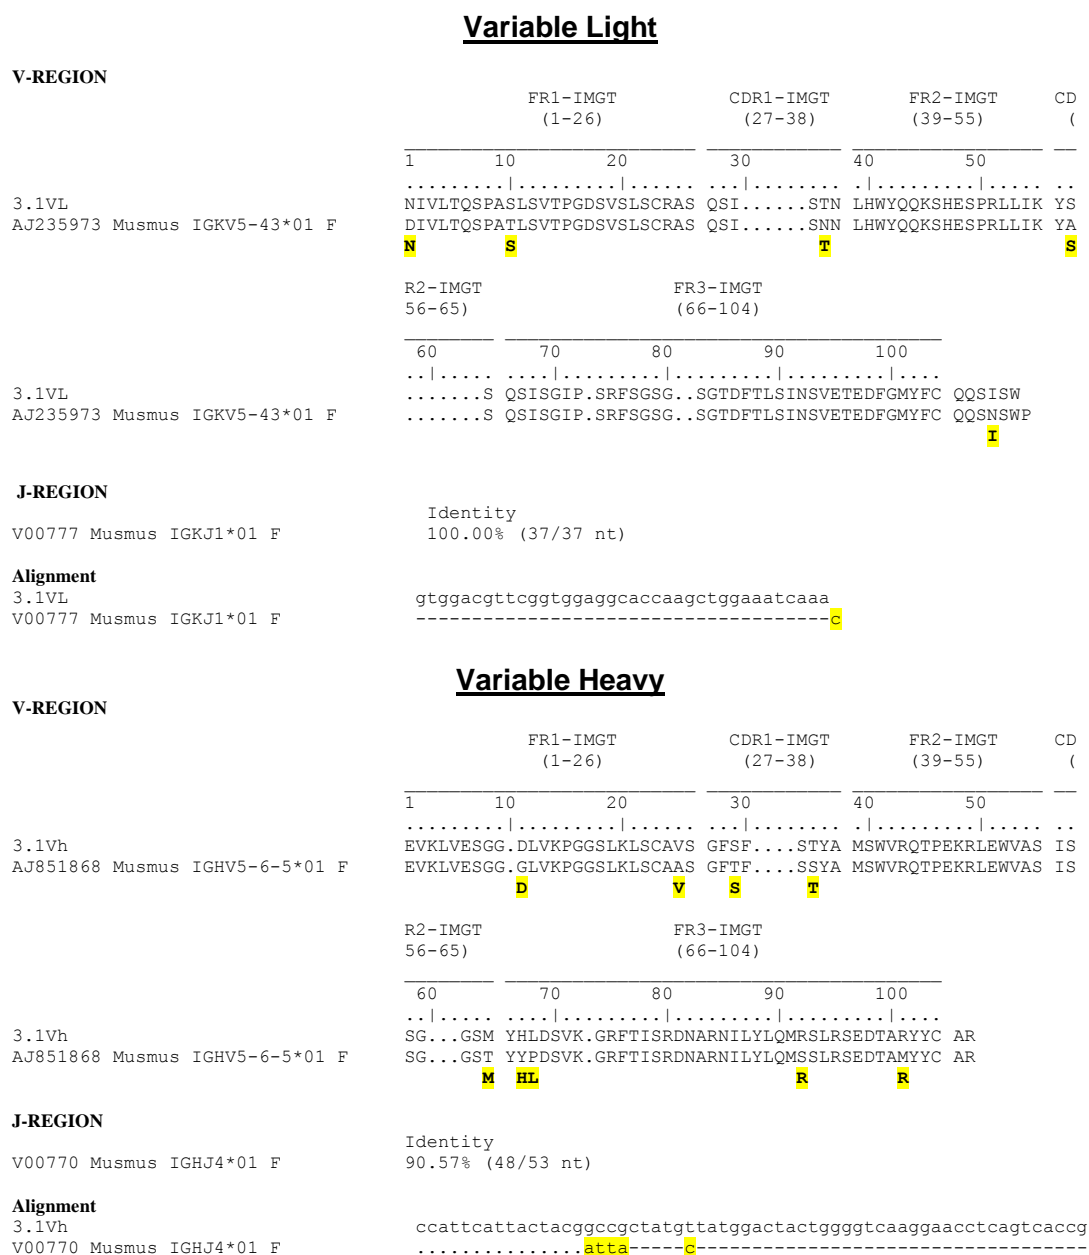 Variable Light
V-REGION
FR1-IMGT CDR1-IMGT FR2-IMGT CD
(1-26) (27-38) (39-55) (
1 10 20 30 40 50
.........|.........|...... ...|........ .|.........|..... ..
3.1VL NIVLTQSPASLSVTPGDSVSLSCRAS QSI......STN LHWYQQKSHESPRLLIK YS
AJ235973 Musmus IGKV5-43*01 F DIVLTQSPATLSVTPGDSVSLSCRAS QSI......SNN LHWYQQKSHESPRLLIK YA
N S T S
R2-IMGT FR3-IMGT
56-65) (66-104)
60 70 80 90 100
..|..... ....|.........|.........|.........|....
3.1VL .......S QSISGIP.SRFSGSG..SGTDFTLSINSVETEDFGMYFC QQSISW
AJ235973 Musmus IGKV5-43*01 F .......S QSISGIP.SRFSGSG..SGTDFTLSINSVETEDFGMYFC QQSNSWP
I
J-REGION
Identity
V00777 Musmus IGKJ1*01 F 100.00% (37/37 nt)
Alignment
3.1VL gtggacgttcggtggaggcaccaagctggaaatcaaa
V00777 Musmus IGKJ1*01 F -------------------------------------c
Variable Heavy
V-REGION
FR1-IMGT CDR1-IMGT FR2-IMGT CD
(1-26) (27-38) (39-55) (
1 10 20 30 40 50
.........|.........|...... ...|........ .|.........|..... ..
3.1Vh EVKLVESGG.DLVKPGGSLKLSCAVS GFSF....STYA MSWVRQTPEKRLEWVAS IS
AJ851868 Musmus IGHV5-6-5*01 F EVKLVESGG.GLVKPGGSLKLSCAAS GFTF....SSYA MSWVRQTPEKRLEWVAS IS
D V S T
R2-IMGT FR3-IMGT
56-65) (66-104)
60 70 80 90 100
..|..... ....|.........|.........|.........|....
3.1Vh SG...GSM YHLDSVK.GRFTISRDNARNILYLQMRSLRSEDTARYYC AR
AJ851868 Musmus IGHV5-6-5*01 F SG...GST YYPDSVK.GRFTISRDNARNILYLQMSSLRSEDTAMYYC AR
M HL R R
J-REGION
Identity
V00770 Musmus IGHJ4*01 F 90.57% (48/53 nt)
Alignment
3.1Vh ccattcattactacggccgctatgttatggactactggggtcaaggaacctcagtcaccg
V00770 Musmus IGHJ4*01 F ...............atta-----c-----------------------------------